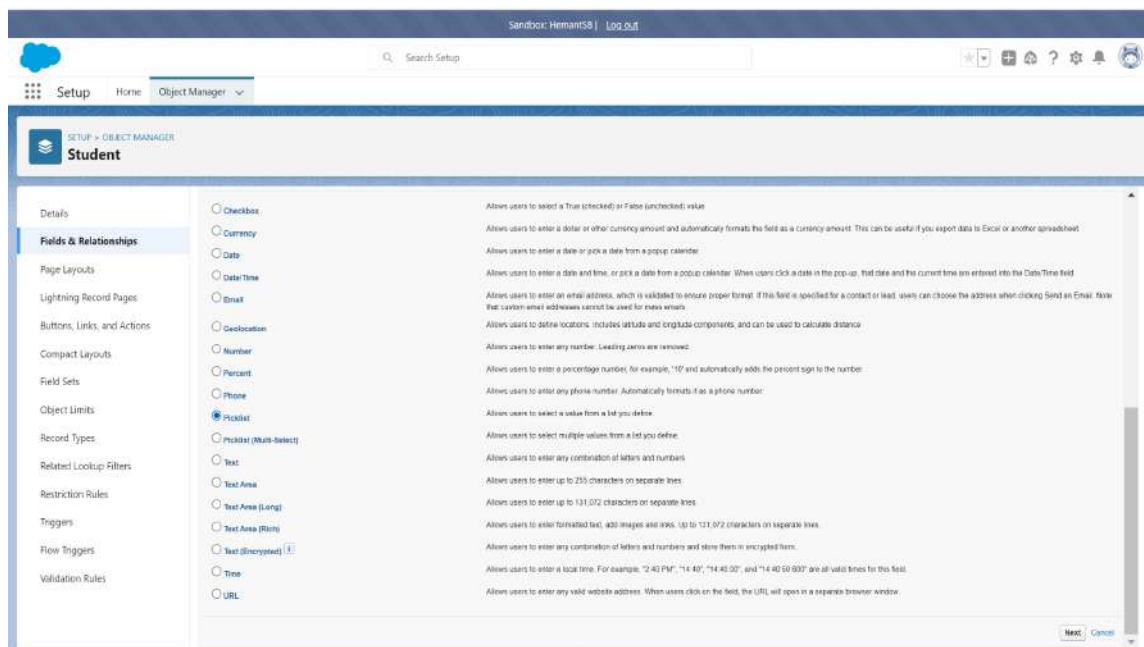 Sandbox: HemantSB | Log out
Search Setup
Setup Home Object Manager
SETUP > OBJECT MANAGER
Student
Details
Fields & Relationships
Page Layouts
Lightning Record Pages
Buttons, Links, and Actions
Compact Layouts
Field Sets
Object Limits
Record Types
Related Lookup Filters
Restriction Rules
Triggers
Flow Triggers
Validation Rules
Checkbox Allows users to select a True (checked) or False (unchecked) value.
Currency Allows users to enter a dollar or other currency amount and automatically formats the field as a currency amount. This can be useful if you export data to Excel or another spreadsheet.
Date Allows users to enter a date or pick a date from a popup calendar.
Date/Time Allows users to enter a date and time, or pick a date from a popup calendar. When users click a date in the pop-up, that date and the current time are entered into the Date/Time field.
Email Allows users to enter an email address, which is validated to ensure proper format. If this field is specified for a contact or lead, users can choose the address when clicking Send an Email. Note
that custom email addresses cannot be used for mass emails.
Geolocation Allows users to define locations. Includes latitude and longitude components, and can be used to calculate distance.
Number Allows users to enter any number. Leading zeros are removed.
Percent Allows users to enter a percentage number, for example, '10' and automatically adds the percent sign to the number.
Phone Allows users to enter any phone number. Automatically formats it as a phone number.
Picklist Allows users to select a value from a list you define.
Picklist (Multi-Select) Allows users to select multiple values from a list you define.
Text Allows users to enter any combination of letters and numbers.
Text Area Allows users to enter up to 255 characters on separate lines.
Text Area (Long) Allows users to enter up to 131,072 characters on separate lines.
Text Area (Rich) Allows users to enter formatted text, add images and links. Up to 131,072 characters on separate lines.
Text (Encrypted) i Allows users to enter any combination of letters and numbers and store them in encrypted form.
Time Allows users to enter a local time. For example, "2:40 PM", "14:40", "14:40:00", and "14:40:50.600" are all valid times for this field.
URL Allows users to enter any valid website address. When users click on the field, the URL will open in a separate browser window.
Next Cancel